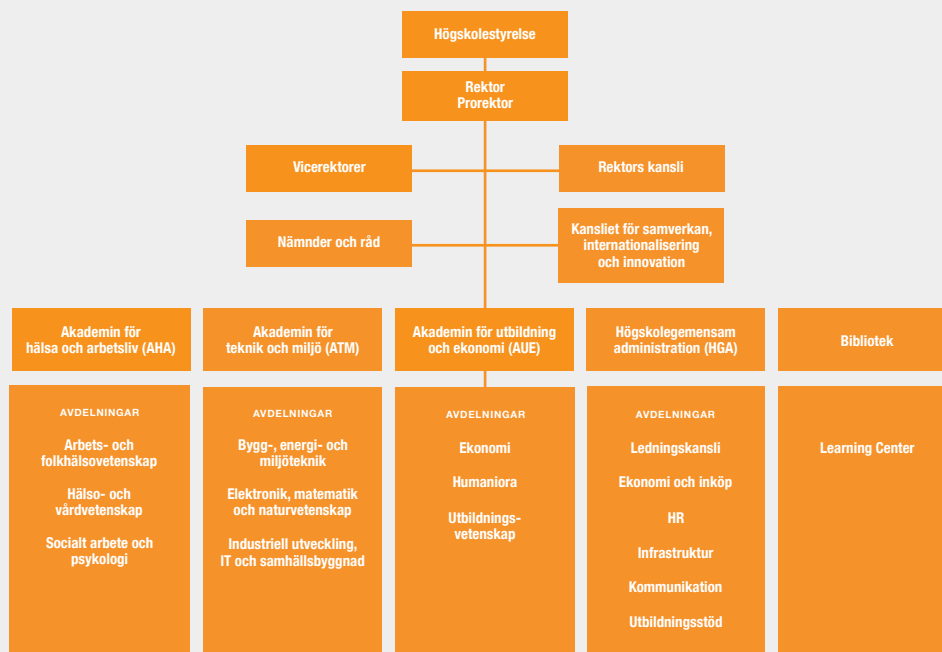 Högskolestyrelse
Rektor
Prorektor
Vicerektorer
Rektors kansli
Nämnder och råd
Kansliet för samverkan,
internationalisering
och innovation
Akademin för
hälsa och arbetsliv (AHA)
Akademin för
teknik och miljö (ATM)
Akademin för utbildning
och ekonomi (AUE)
Högskolegemensam
administration (HGA)
Bibliotek
AVDELNINGAR
Arbets- och
folkhälsovetenskap
Hälso- och
vårdvetenskap
Socialt arbete och
psykologi
AVDELNINGAR
Bygg-, energi- och
miljöteknik
Elektronik, matematik
och naturvetenskap
Industriell utveckling,
IT och samhällsbyggnad
AVDELNINGAR
Ekonomi
Humaniora
Utbildnings-
vetenskap
AVDELNINGAR
Ledningskansli
Ekonomi och inköp
HR
Infrastruktur
Kommunikation
Utbildningsstöd
Learning Center